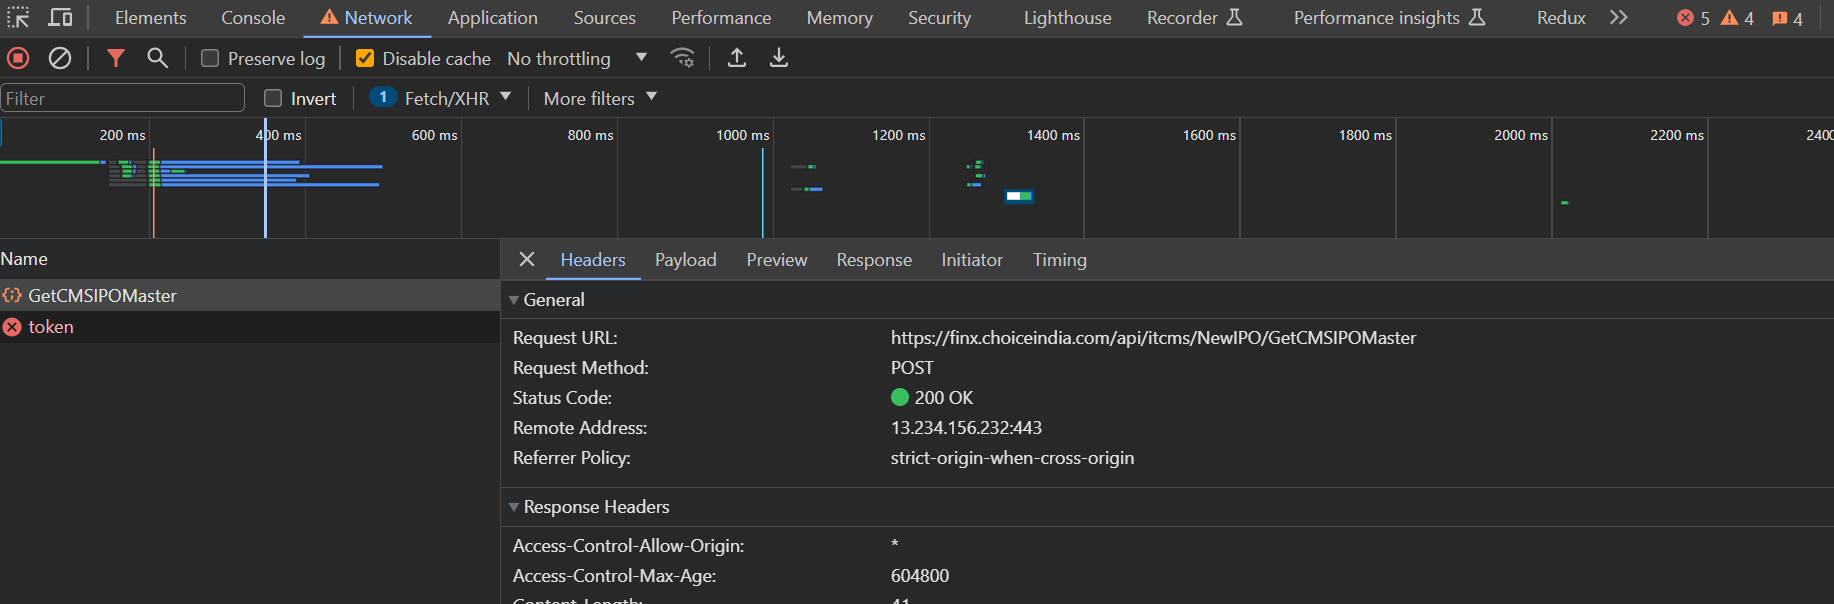 Elements Console Network Application Sources Performance Memory Security Lighthouse Recorder Performance insights Redux 5 4 4
Preserve log Disable cache No throttling
Filter Invert 1 Fetch/XHR More filters
200 ms 400 ms 600 ms 800 ms 1000 ms 1200 ms 1400 ms 1600 ms 1800 ms 2000 ms 2200 ms 2400
Name
GetCMSIPOMaster
token
Headers Payload Preview Response Initiator Timing
General
Request URL: https://finx.choiceindia.com/api/itcms/NewIPO/GetCMSIPOMaster
Request Method: POST
Status Code: 200 OK
Remote Address: 13.234.156.232:443
Referrer Policy: strict-origin-when-cross-origin
Response Headers
Access-Control-Allow-Origin: *
Access-Control-Max-Age: 604800
Content-Length: 41